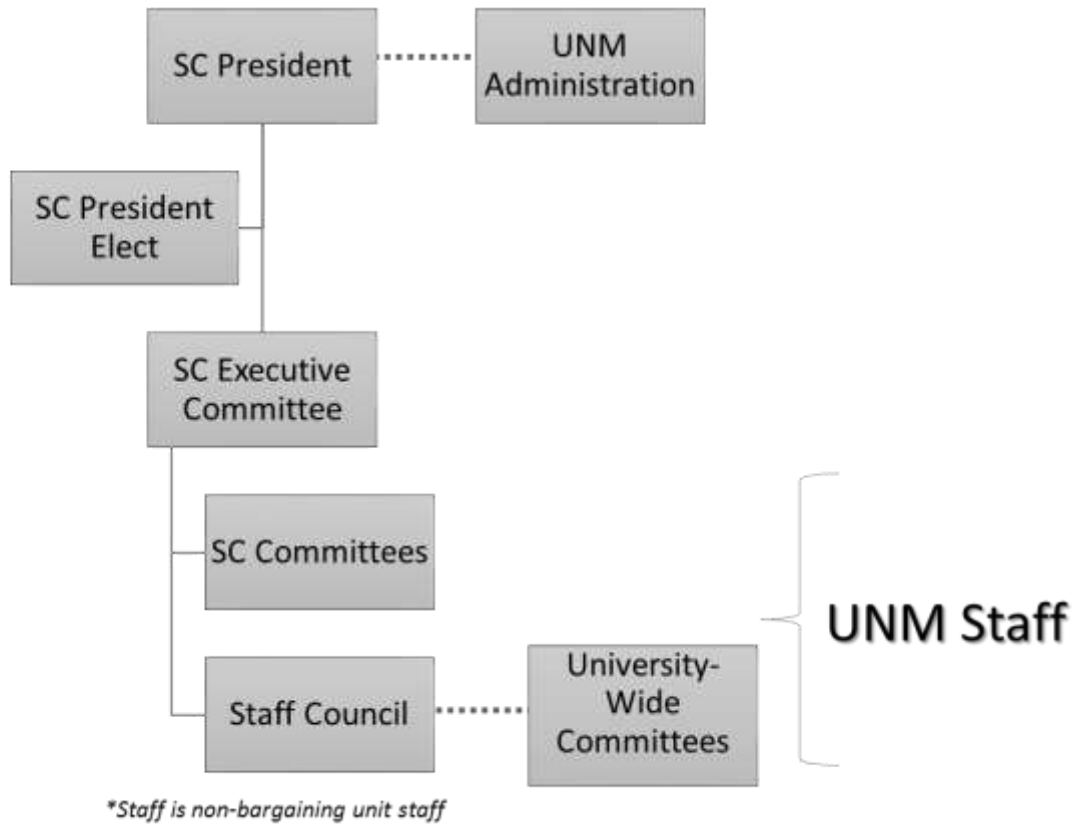 SC President
UNM
Administration
SC President
Elect
SC Executive
Committee
SC Committees
Staff Council
University-
Wide
Committees
UNM Staff
*Staff is non-bargaining unit staff